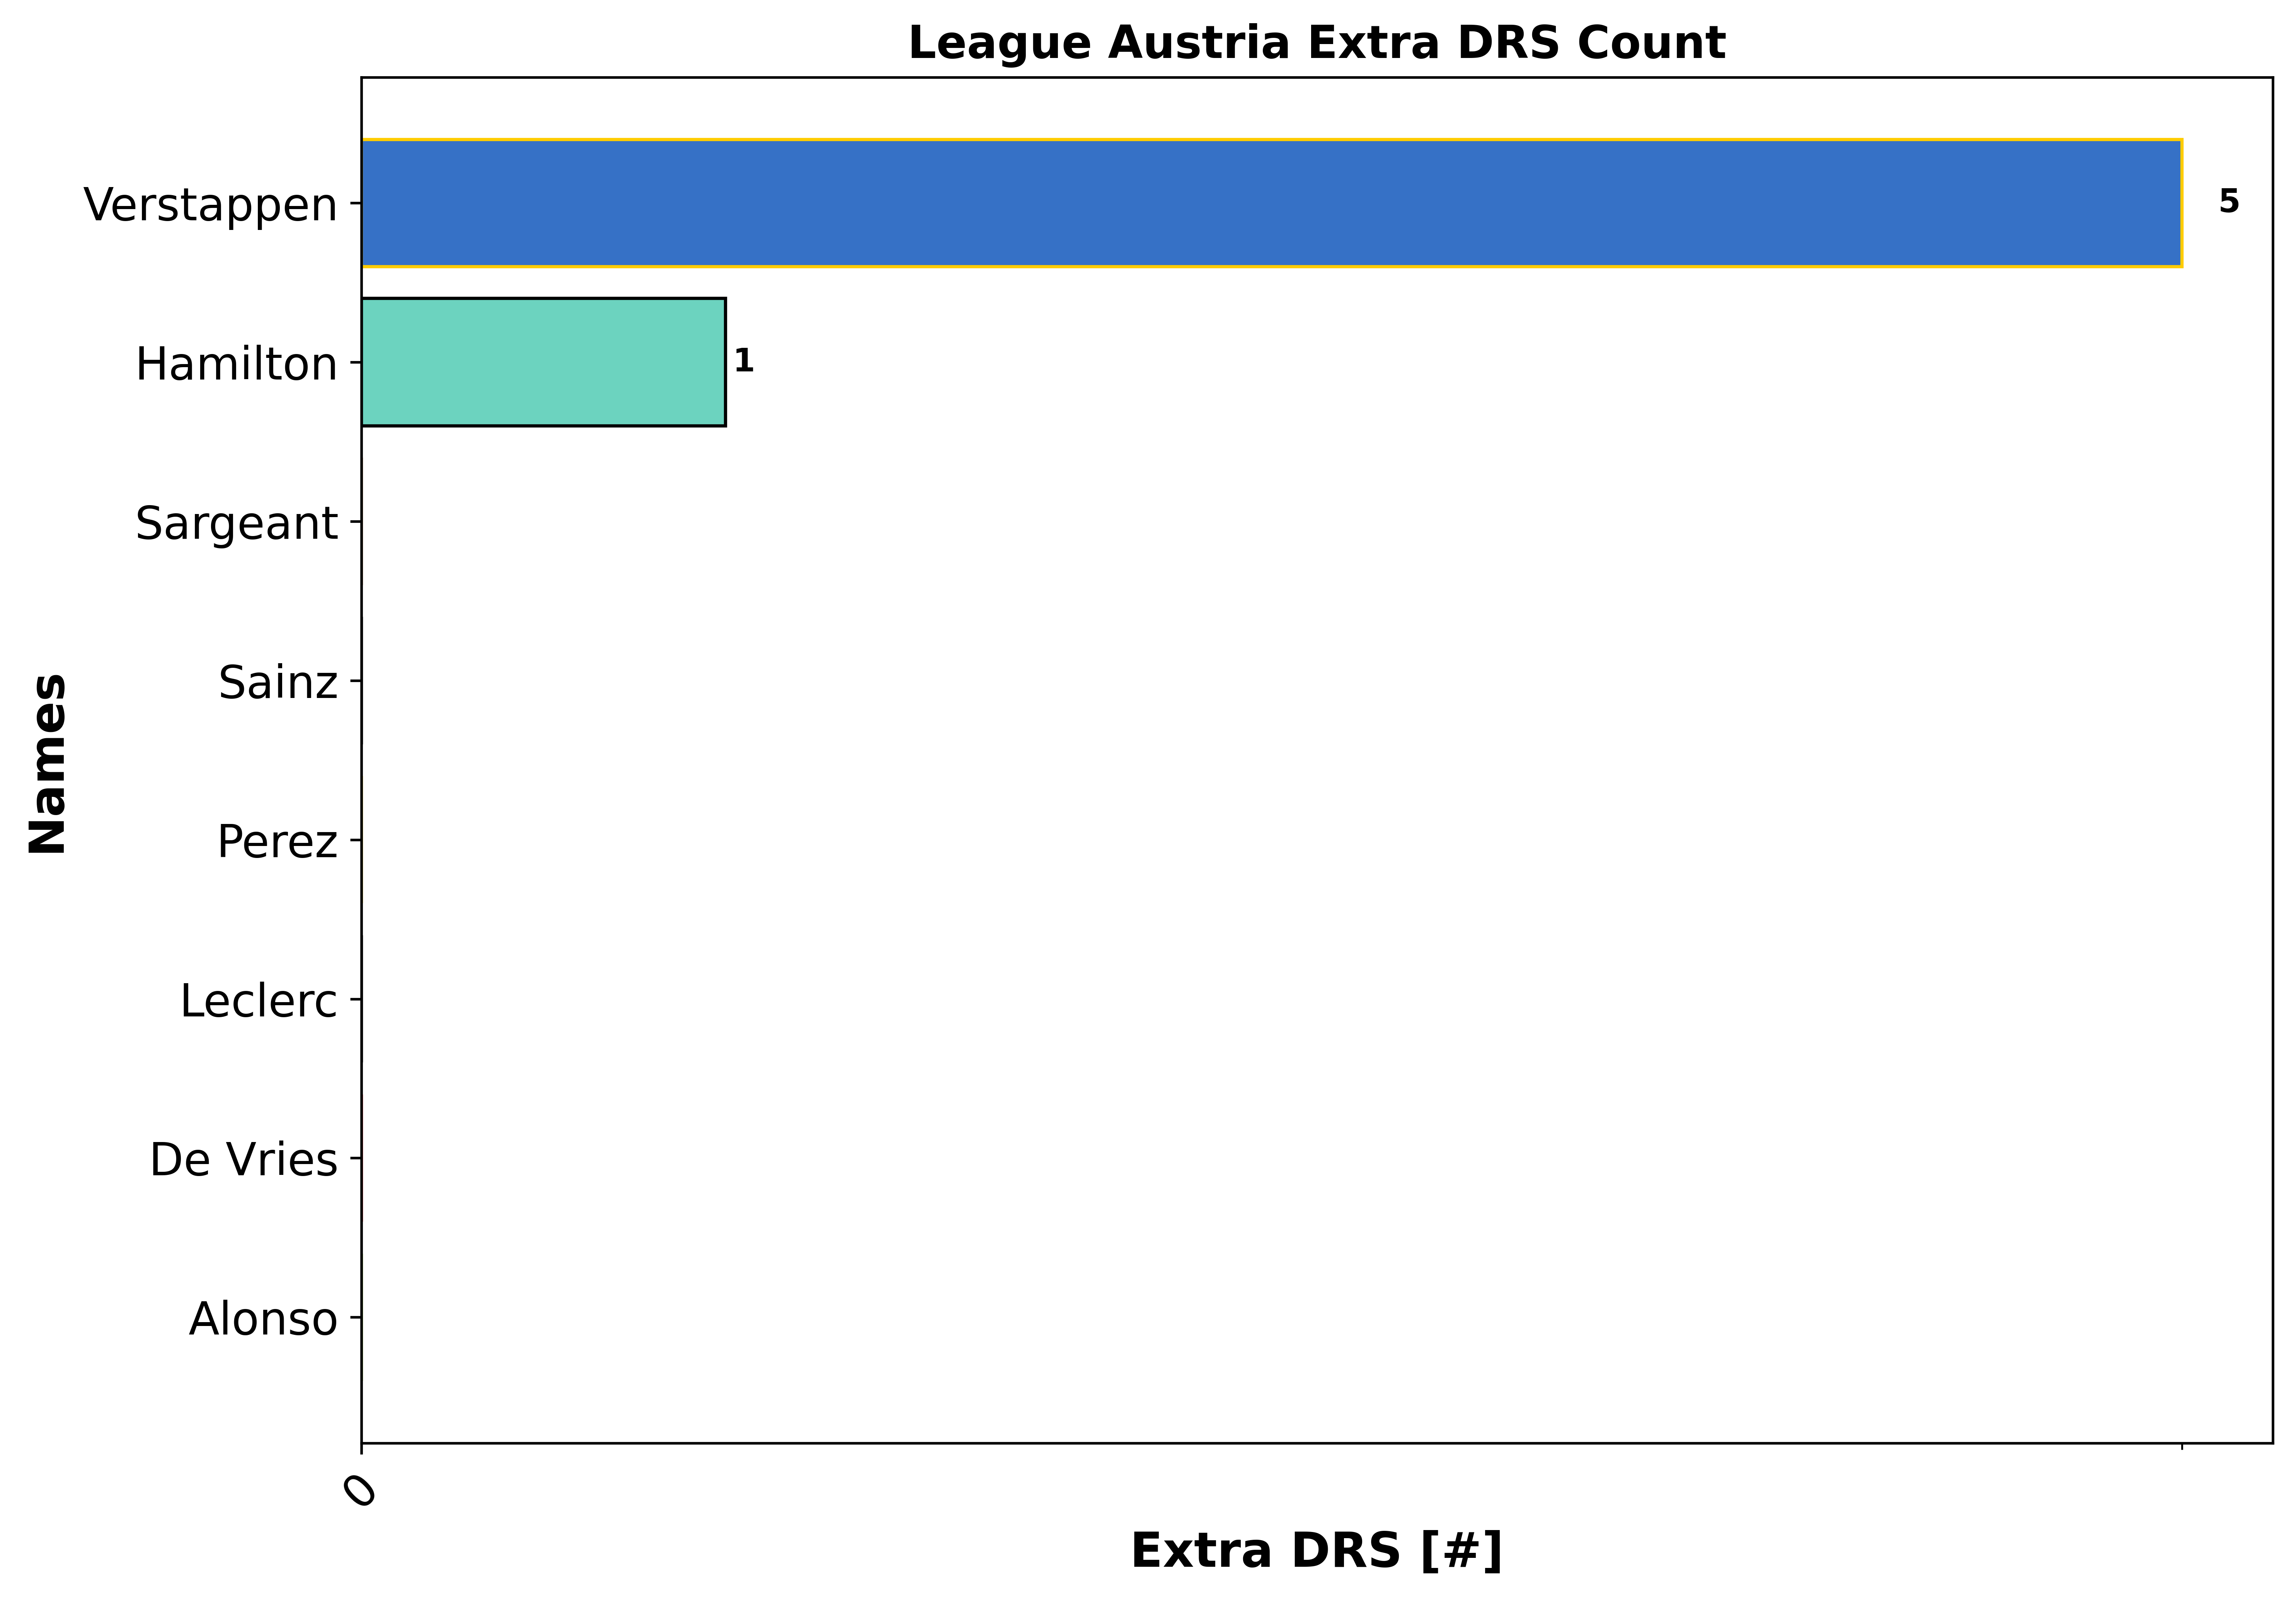 League Austria Extra DRS Count
Verstappen
5
Hamilton
1
Sargeant
Sainz
Perez
Leclerc
De Vries
Alonso
Names
0
Extra DRS [#]